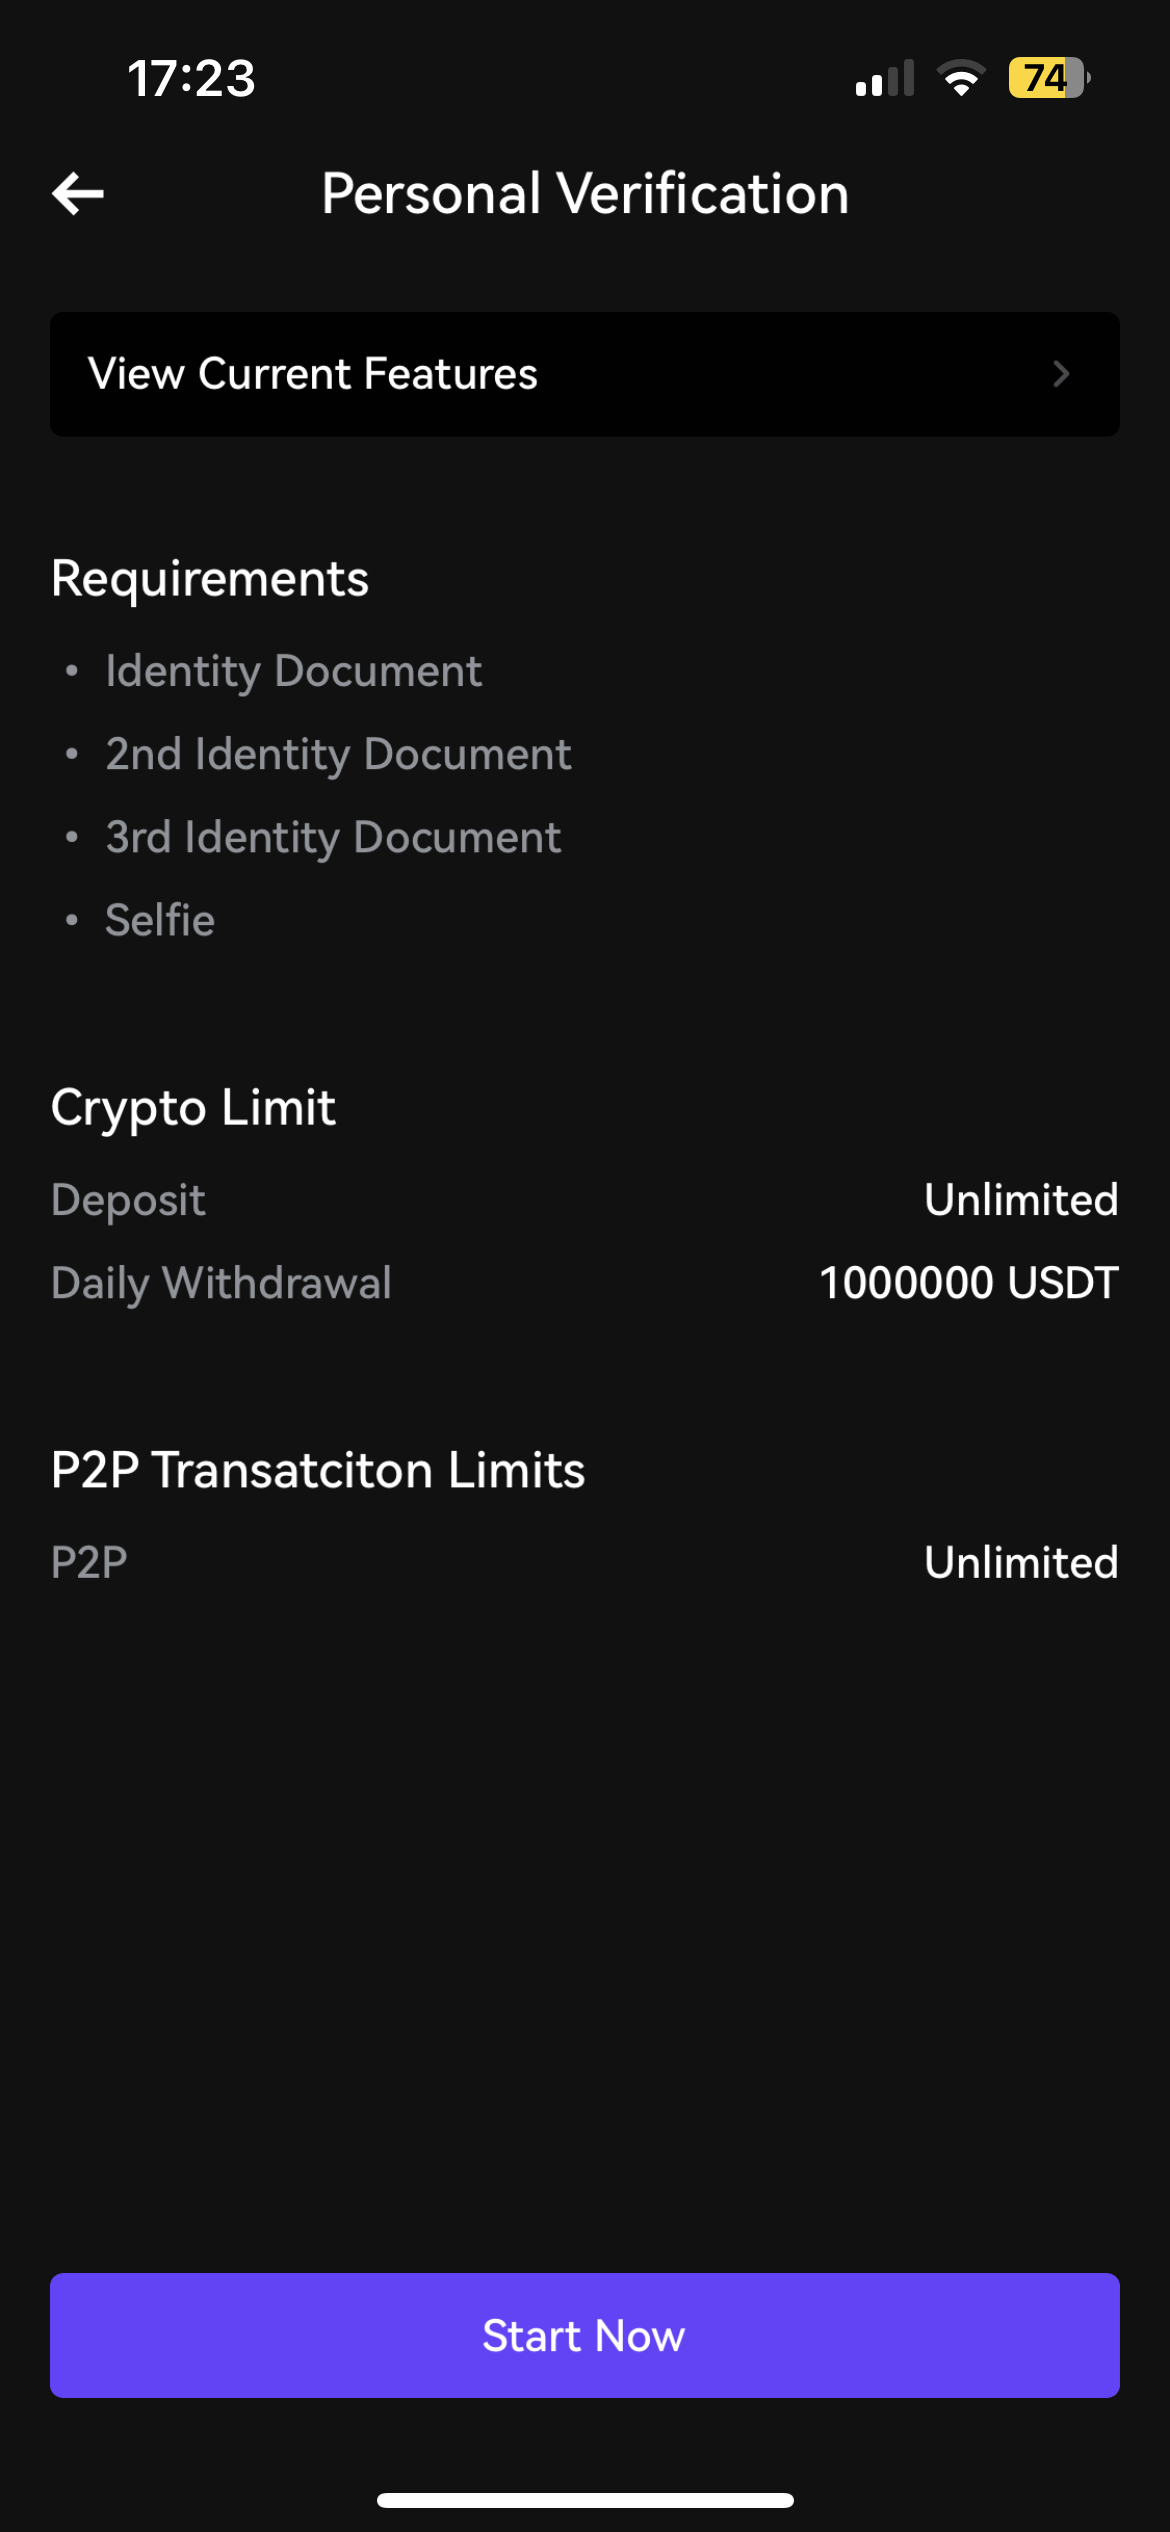 17:23
74
Personal Verification
View Current Features
Requirements
• Identity Document
• 2nd Identity Document
• 3rd Identity Document
• Selfie
Crypto Limit
Deposit Unlimited
Daily Withdrawal 1000000 USDT
P2P Transatciton Limits
P2P Unlimited
Start Now